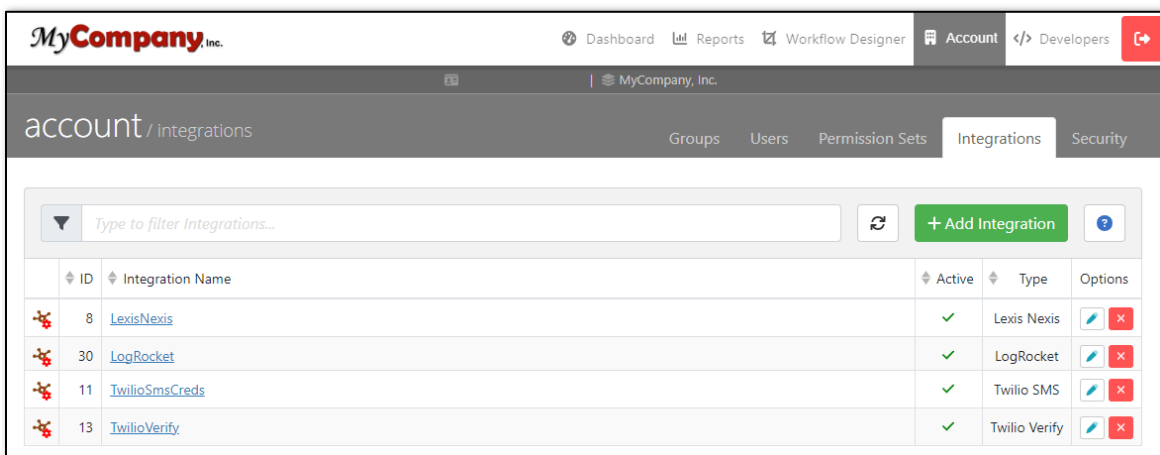 MyCompany, Inc.
Dashboard Reports Workflow Designer Account </> Developers
MyCompany, Inc.
account / integrations
Groups Users Permission Sets Integrations Security
Type to filter Integrations...
+ Add Integration ?
ID Integration Name Active Type Options
8 LexisNexis Lexis Nexis
30 LogRocket LogRocket
11 TwilioSmsCreds Twilio SMS
13 TwilioVerify Twilio Verify